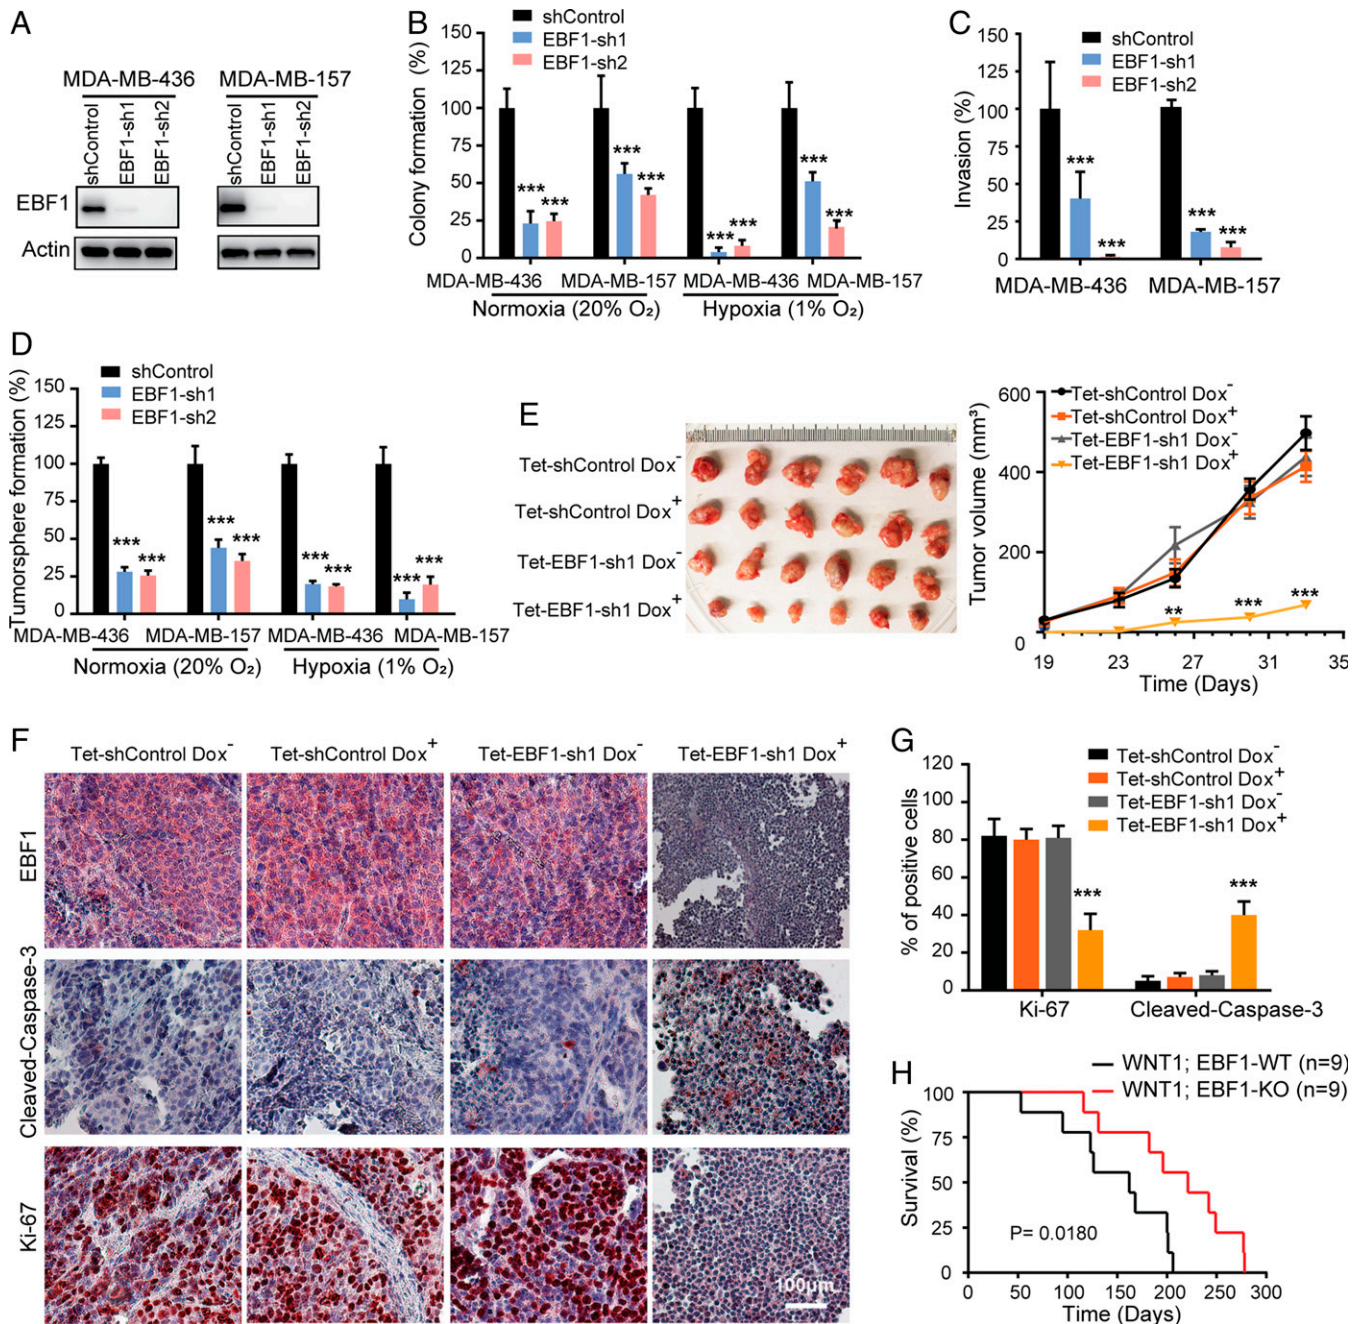 A
MDA-MB-436
MDA-MB-157
shControl
EBF1-sh1
EBF1-sh2
shControl
EBF1-sh1
EBF1-sh2
EBF1
Actin
B
shControl
EBF1-sh1
EBF1-sh2
Colony formation (%)
150
125
100
75
50
25
0
*** ***
*** ***
*** ***
*** ***
MDA-MB-436
MDA-MB-157
MDA-MB-436
MDA-MB-157
Normoxia (20% O₂)
Hypoxia (1% O₂)
C
shControl
EBF1-sh1
EBF1-sh2
Invasion (%)
150
125
100
75
50
25
0
*** ***
*** ***
MDA-MB-436
MDA-MB-157
D
shControl
EBF1-sh1
EBF1-sh2
Tumorsphere formation (%)
150
125
100
75
50
25
0
*** ***
*** ***
*** ***
*** ***
MDA-MB-436
MDA-MB-157
MDA-MB-436
MDA-MB-157
Normoxia (20% O₂)
Hypoxia (1% O₂)
E
Tet-shControl Dox⁻
Tet-shControl Dox⁺
Tet-EBF1-sh1 Dox⁻
Tet-EBF1-sh1 Dox⁺
Tumor volume (mm³)
600
400
200
0
Tet-shControl Dox⁻
Tet-shControl Dox⁺
Tet-EBF1-sh1 Dox⁻
Tet-EBF1-sh1 Dox⁺
** *** ***
19 23 27 31 35
Time (Days)
F
Tet-shControl Dox⁻
Tet-shControl Dox⁺
Tet-EBF1-sh1 Dox⁻
Tet-EBF1-sh1 Dox⁺
EBF1
Cleaved-Caspase-3
Ki-67
100μm
G
Tet-shControl Dox⁻
Tet-shControl Dox⁺
Tet-EBF1-sh1 Dox⁻
Tet-EBF1-sh1 Dox⁺
% of positive cells
120
100
80
60
40
20
0
***
***
Ki-67
Cleaved-Caspase-3
H
WNT1; EBF1-WT (n=9)
WNT1; EBF1-KO (n=9)
Survival (%)
100
75
50
25
0
P= 0.0180
0 50 100 150 200 250 300
Time (Days)